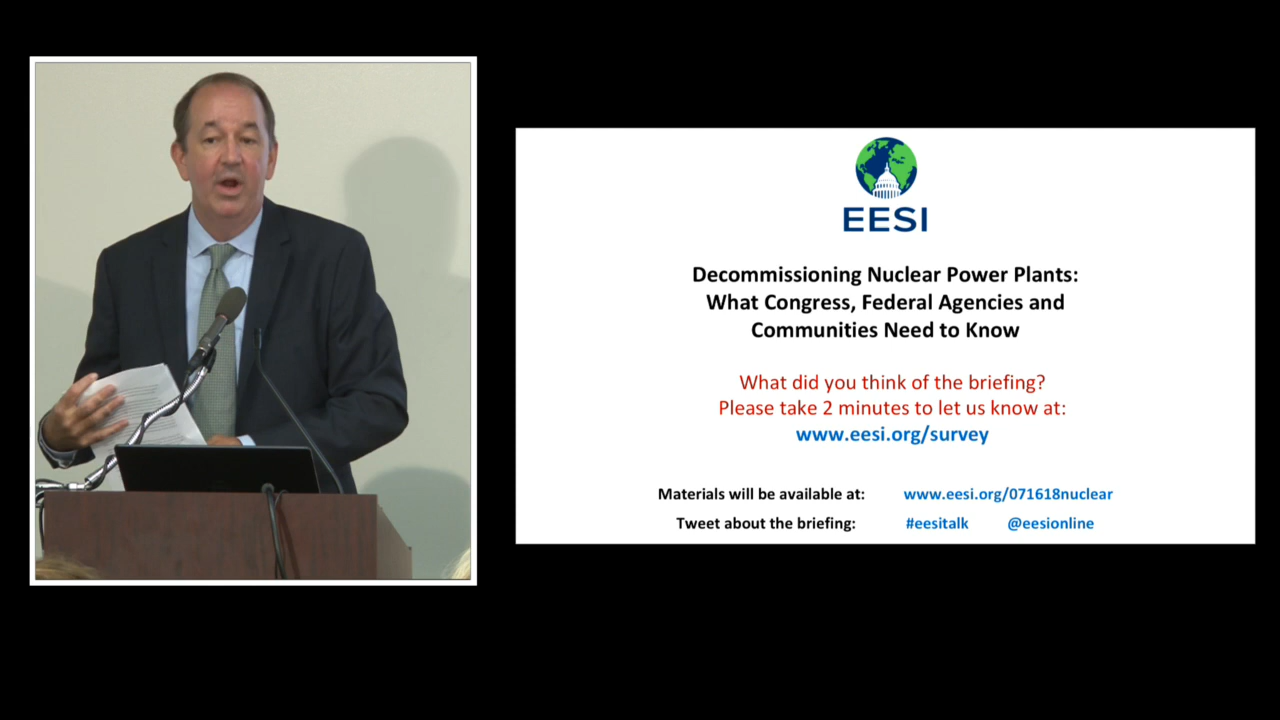 EESI
Decommissioning Nuclear Power Plants:
What Congress, Federal Agencies and
Communities Need to Know
What did you think of the briefing?
Please take 2 minutes to let us know at:
www.eesi.org/survey
Materials will be available at: www.eesi.org/071618nuclear
Tweet about the briefing: #eesitalk @eesionline